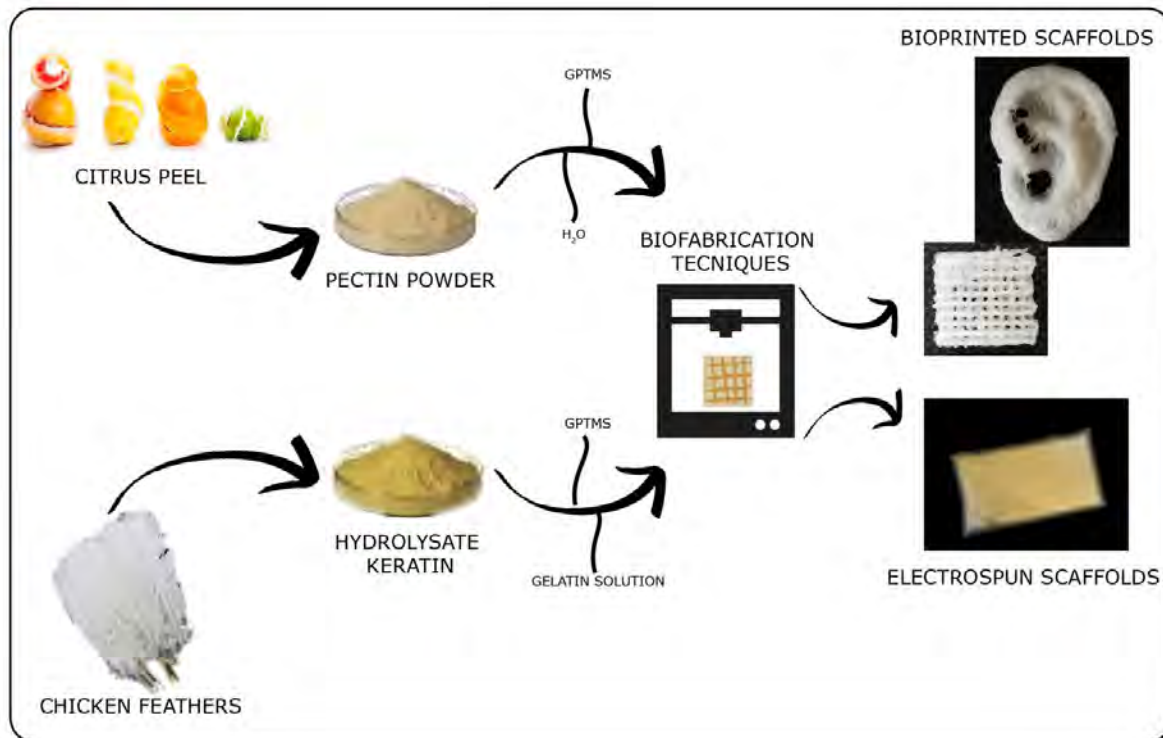 BIOPRINTED SCAFFOLDS
GPTMS
CITRUS PEEL
H₂O
PECTIN POWDER
BIOFABRICATION
TECNIQUES
GPTMS
HYDROLYSATE
KERATIN
GELATIN SOLUTION
ELECTROSPUN SCAFFOLDS
CHICKEN FEATHERS